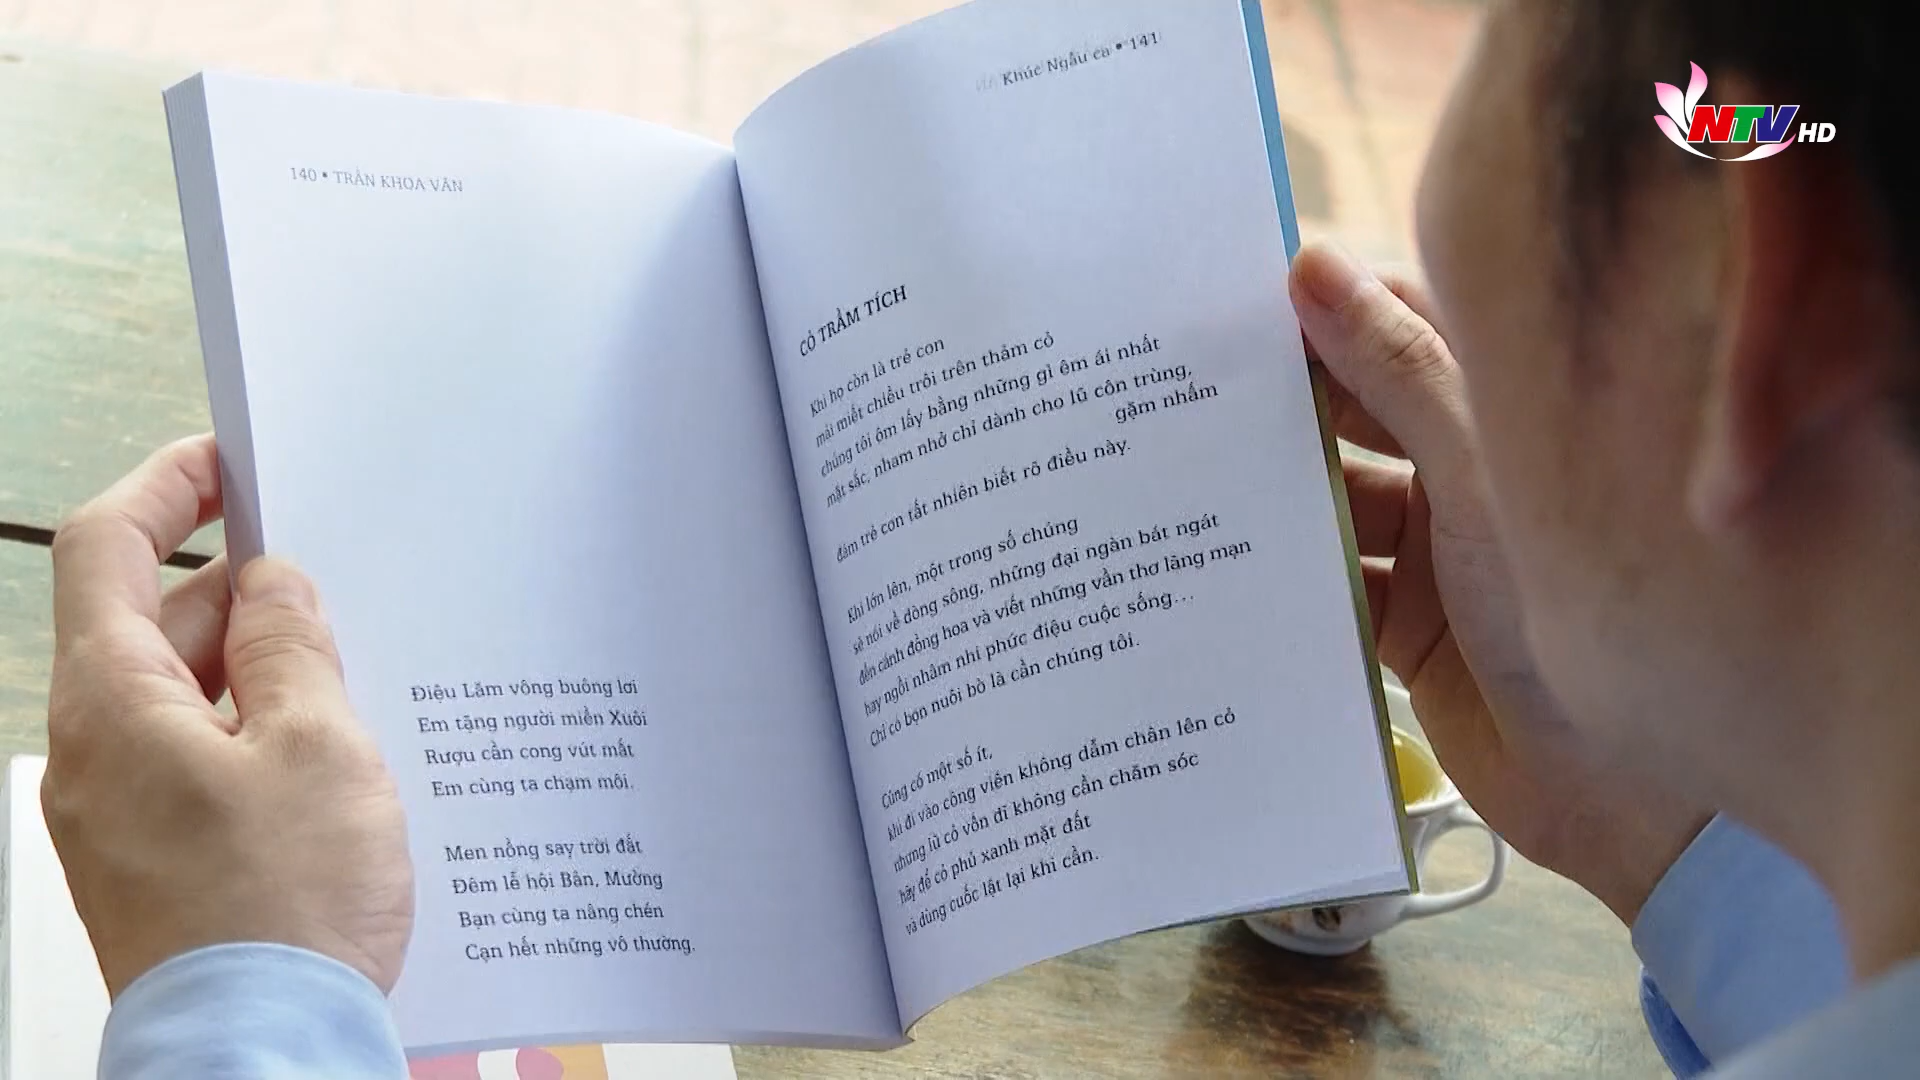 140 • TRẦN KHOA VĂN
Điệu Lăm vông buông lơi
Em tặng người miền Xuôi
Rượu cần cong vút mắt
Em cùng ta chạm môi.
Men nồng say trời đất
Đêm lễ hội Bản, Mường
Bạn cùng ta nâng chén
Cạn hết những vô thường.
Khúc Ngẫu ca • 141
CỎ TRẦM TÍCH
Khi họ còn là trẻ con
mải miết chiều trôi trên thảm cỏ
chúng tôi ôm lấy bằng những gì êm ái nhất
mặt sắc, nham nhở chỉ dành cho lũ côn trùng,
gặm nhấm
đám trẻ con tất nhiên biết rõ điều này.
Khi lớn lên, một trong số chúng
sẽ nói về dòng sông, những đại ngàn bát ngát
đến cánh đồng hoa và viết những vần thơ lãng mạn
hay ngồi nhâm nhi phức điệu cuộc sống...
Chỉ có bọn nuôi bò là cần chúng tôi.
Cũng có một số ít,
khi đi vào công viên không dẫm chân lên cỏ
nhưng lũ cỏ vốn dĩ không cần chăm sóc
hãy để cỏ phủ xanh mặt đất
và dùng cuốc lật lại khi cần.
NTV HD